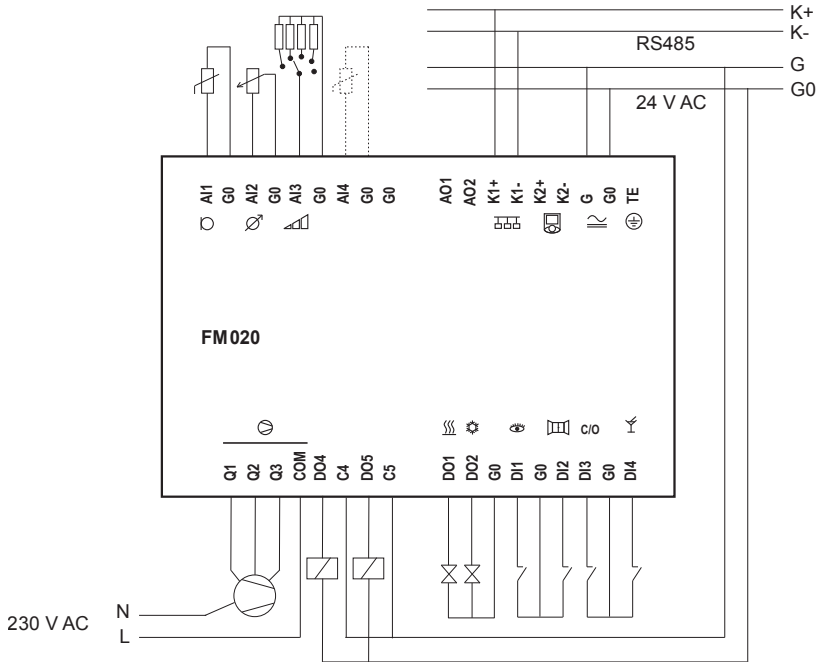 K+
K-
RS485
G
G0
24 V AC
AI1 G0 AI2 G0 AI3 G0 AI4 G0 G0
AO1 AO2 K1+ K1- K2+ K2- G G0 TE
FM020
C/O
Q1 Q2 Q3 COM DO4 C4 DO5 C5
DO1 DO2 G0 DI1 G0 DI2 DI3 G0 DI4
230 V AC
N
L